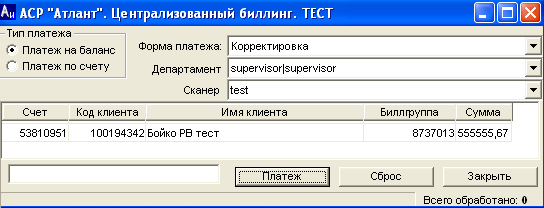 АСР "Атлант". Централизованный биллинг. ТЕСТ
Тип платежа
Платеж на баланс
Платеж по счету
Форма платежа: Корректировка
Департамент supervisor|supervisor
Сканер test
Счет Код клиента Имя клиента Биллгруппа Сумма
53810951 100194342 Бойко РВ тест 8737013 555555,67
Платеж Сброс Закрыть
Всего обработано: 0